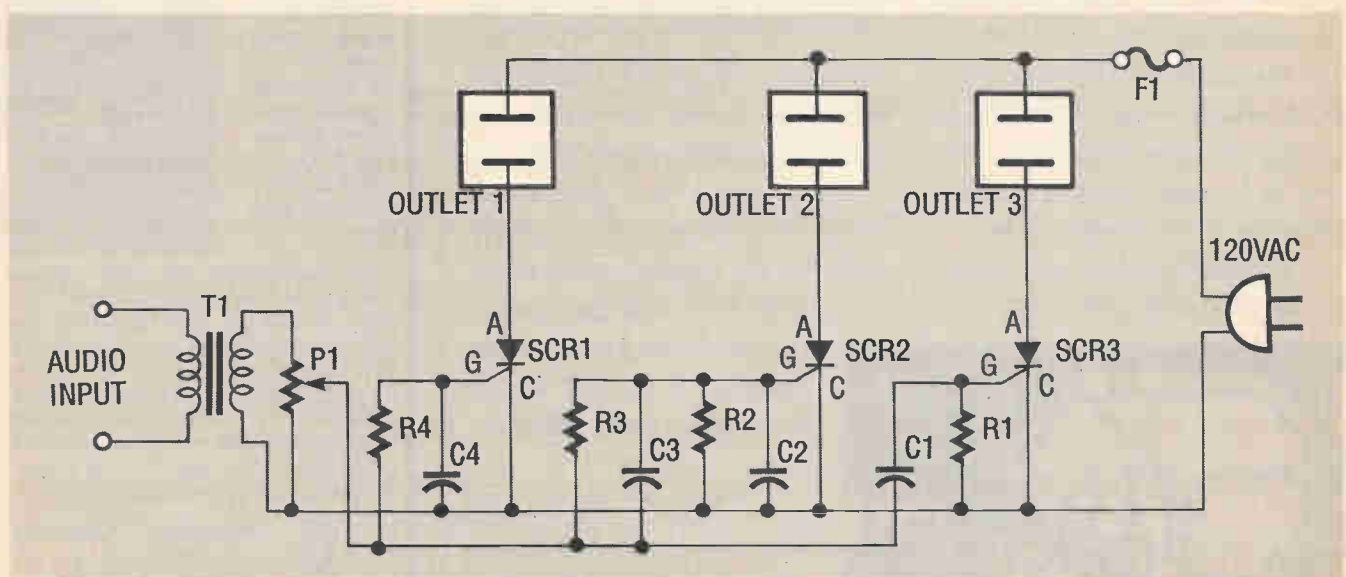 F1
OUTLET 1
OUTLET 2
OUTLET 3
120VAC
T1
P1
AUDIO
INPUT
A
G
SCR1
C
A
G
SCR2
C
A
G
SCR3
C
R4
C4
R3
C3
R2
C2
C1
R1